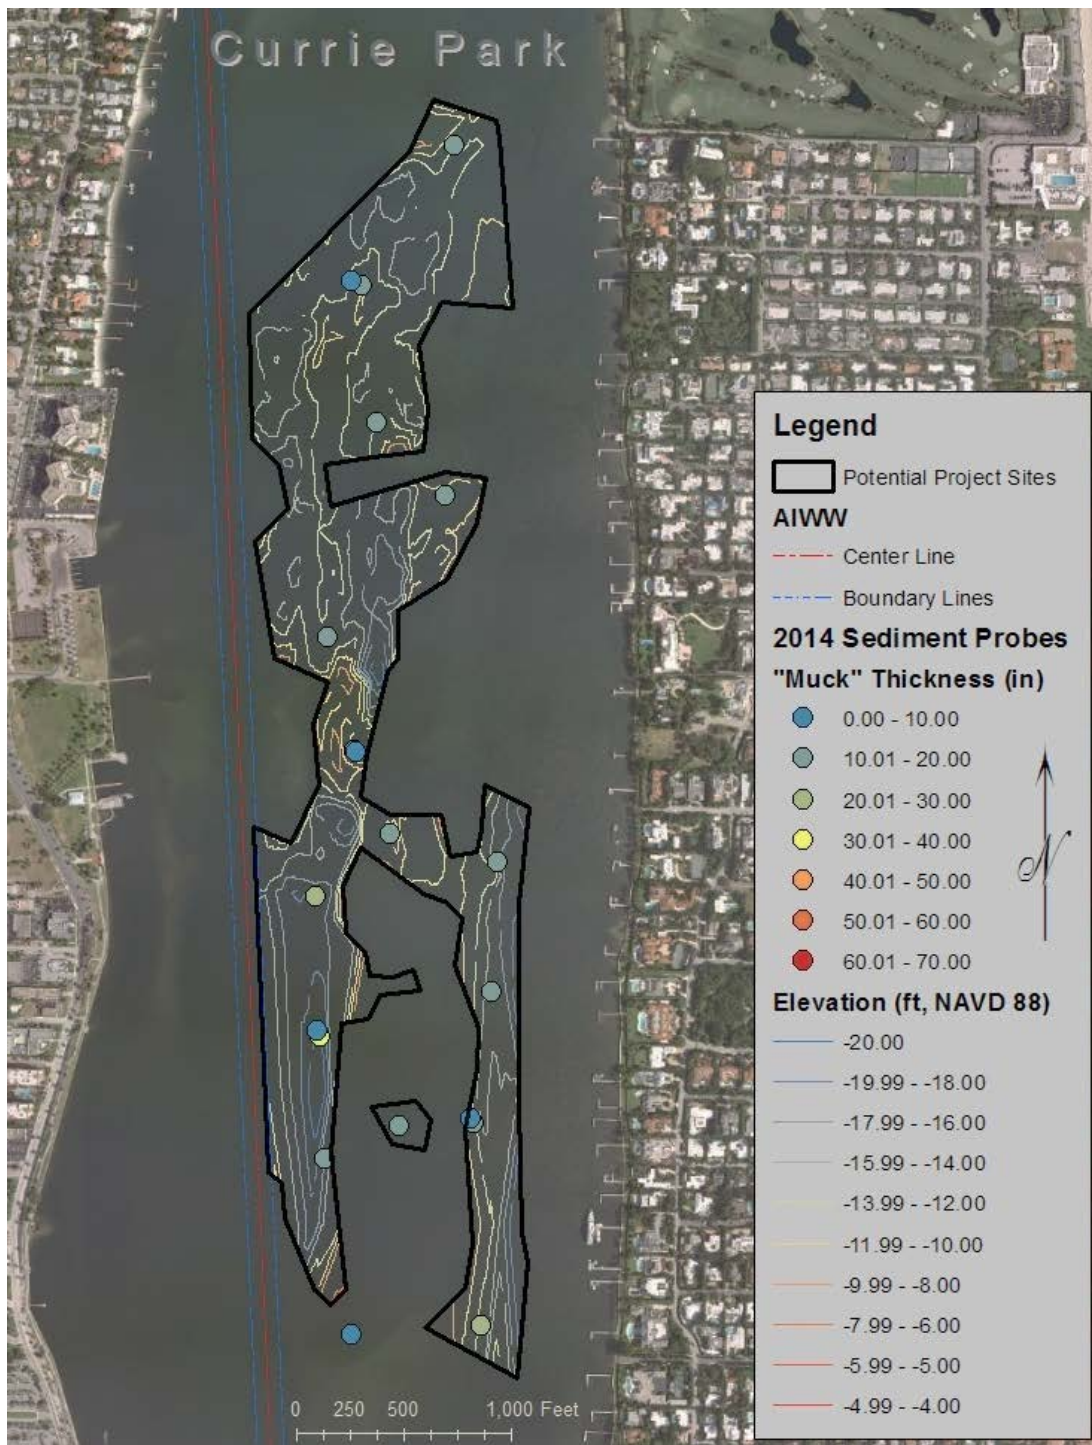 Currie Park
Legend
Potential Project Sites
AIWW
Center Line
Boundary Lines
2014 Sediment Probes
"Muck" Thickness (in)
0.00 - 10.00
10.01 - 20.00
20.01 - 30.00
30.01 - 40.00
40.01 - 50.00
50.01 - 60.00
60.01 - 70.00
N
Elevation (ft, NAVD 88)
-20.00
-19.99 - -18.00
-17.99 - -16.00
-15.99 - -14.00
-13.99 - -12.00
-11.99 - -10.00
-9.99 - -8.00
-7.99 - -6.00
-5.99 - -5.00
-4.99 - -4.00
0 250 500 1,000 Feet